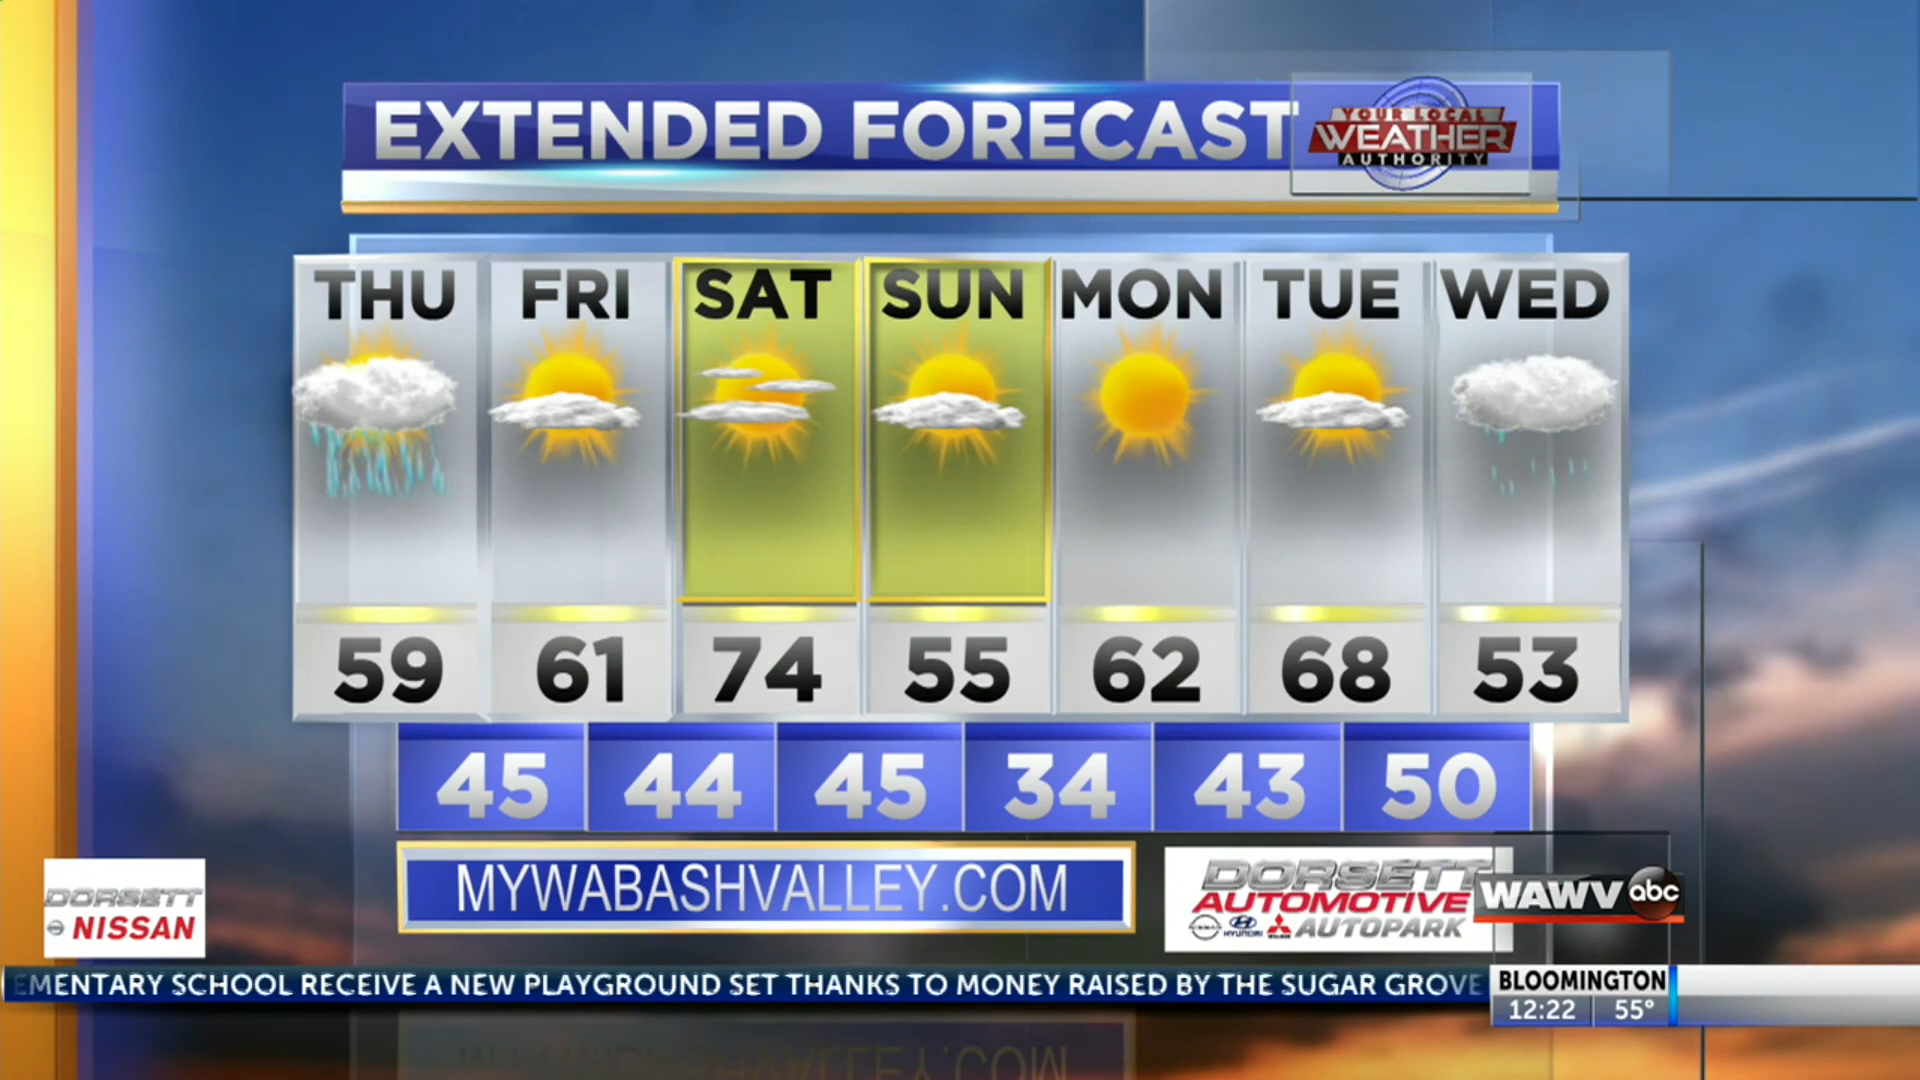 EXTENDED FORECAST
YOUR LOCAL
WEATHER
AUTHORITY
THU FRI SAT SUN MON TUE WED
59 61 74 55 62 68 53
45 44 45 34 43 50
MYWABASHVALLEY.COM
DORSETT
NISSAN
DORSETT
AUTOMOTIVE
NISSAN HYUNDAI AUTOPARK
WAWV abc
EMENTARY SCHOOL RECEIVE A NEW PLAYGROUND SET THANKS TO MONEY RAISED BY THE SUGAR GROVE
BLOOMINGTON
12:22 55°